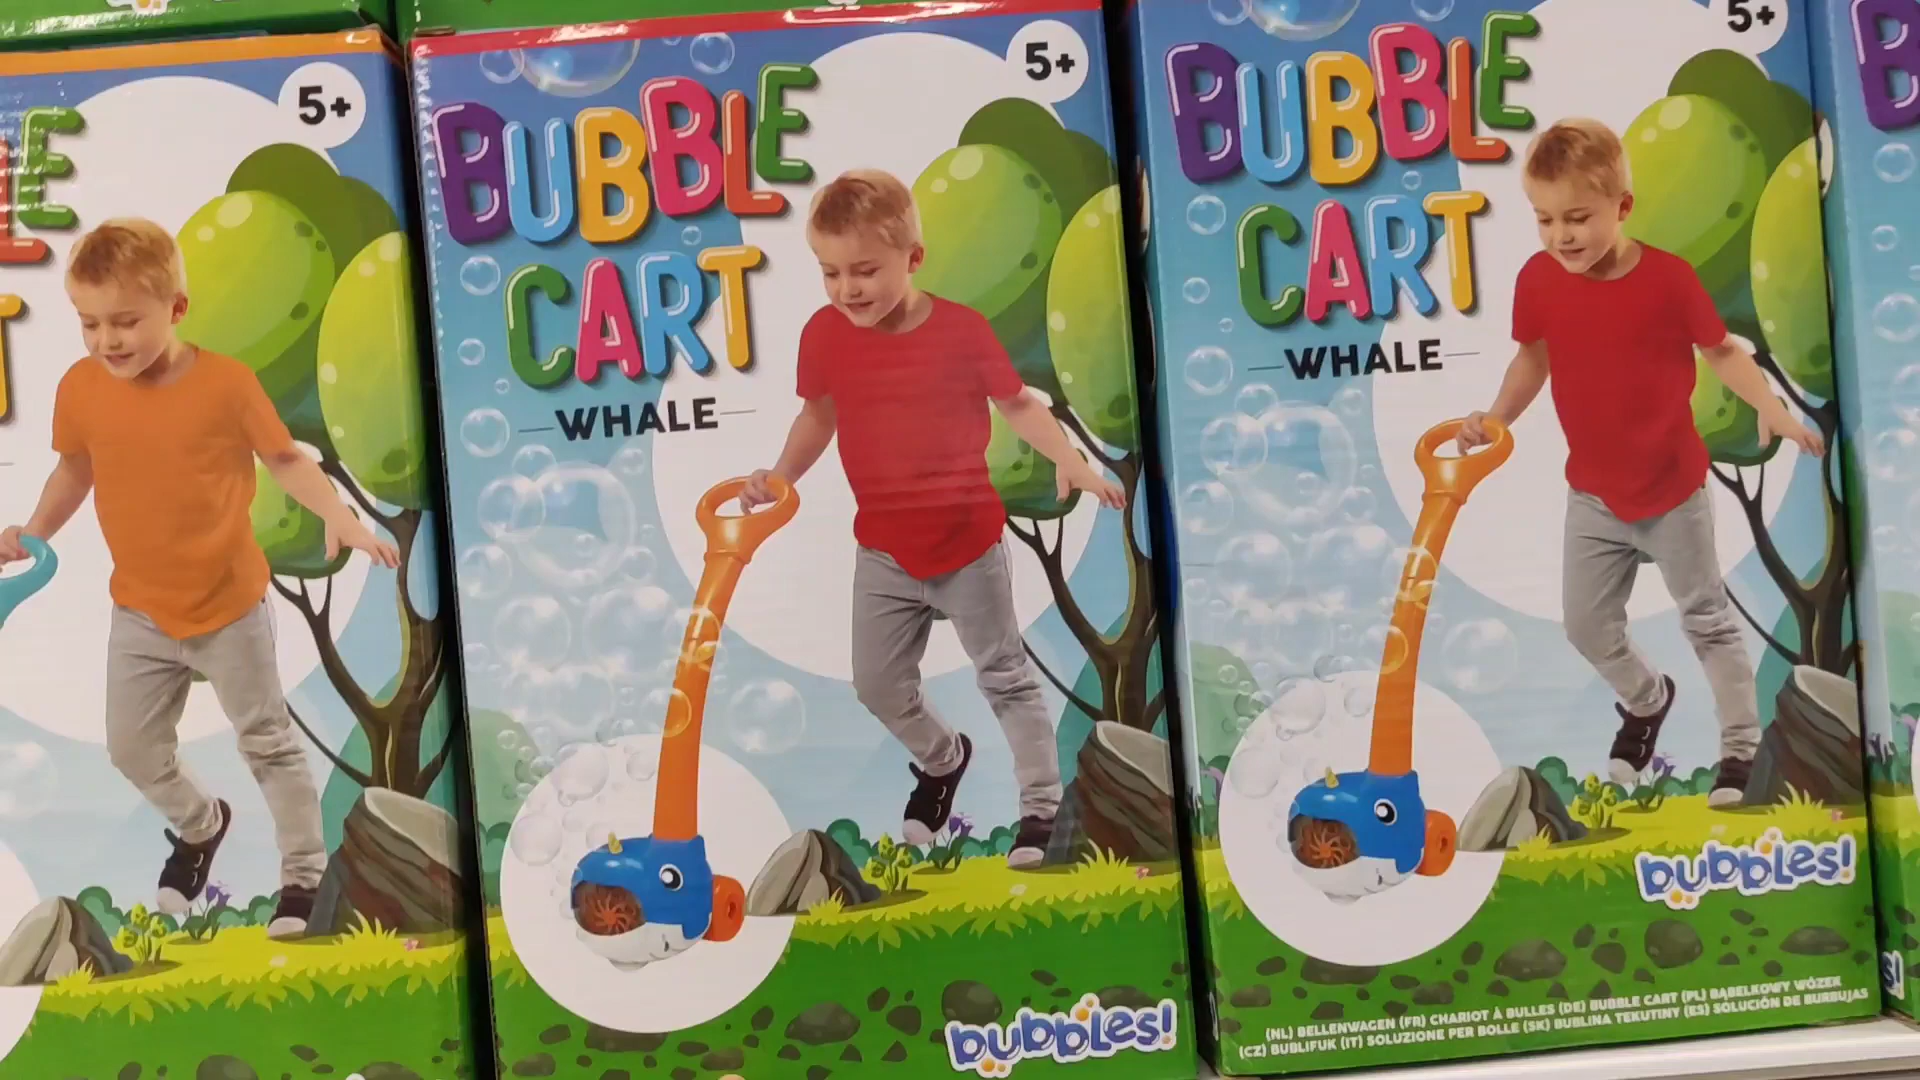 5+
LE
T
5+
BUBBLE
CART
WHALE
bubbles!
5+
BUBBLE
CART
WHALE
bubbles!
(NL) BELLENWAGEN (FR) CHARIOT À BULLES (DE) BUBBLE CART (PL) BĄBELKOWY WÓZEK
(CZ) BUBLIFUK (IT) SOLUZIONE PER BOLLE (SK) BUBLINA TEKUTINY (ES) SOLUCIÓN DE BURBUJAS
B
s!